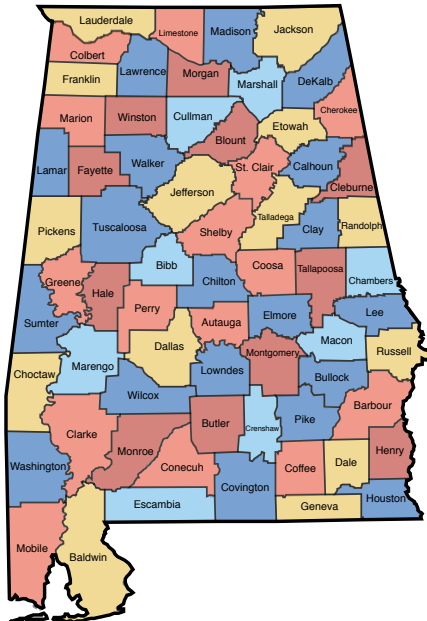 Lauderdale
Limestone
Madison
Jackson
Colbert
Franklin
Lawrence
Morgan
Marshall
DeKalb
Cherokee
Marion
Winston
Cullman
Blount
Etowah
Lamar
Fayette
Walker
Jefferson
St. Clair
Calhoun
Cleburne
Pickens
Tuscaloosa
Shelby
Talladega
Clay
Randolph
Bibb
Chilton
Coosa
Tallapoosa
Chambers
Greene
Hale
Perry
Sumter
Autauga
Elmore
Lee
Macon
Russell
Marengo
Dallas
Montgomery
Choctaw
Lowndes
Bullock
Wilcox
Barbour
Clarke
Butler
Crenshaw
Pike
Washington
Monroe
Conecuh
Coffee
Dale
Henry
Covington
Escambia
Geneva
Houston
Mobile
Baldwin